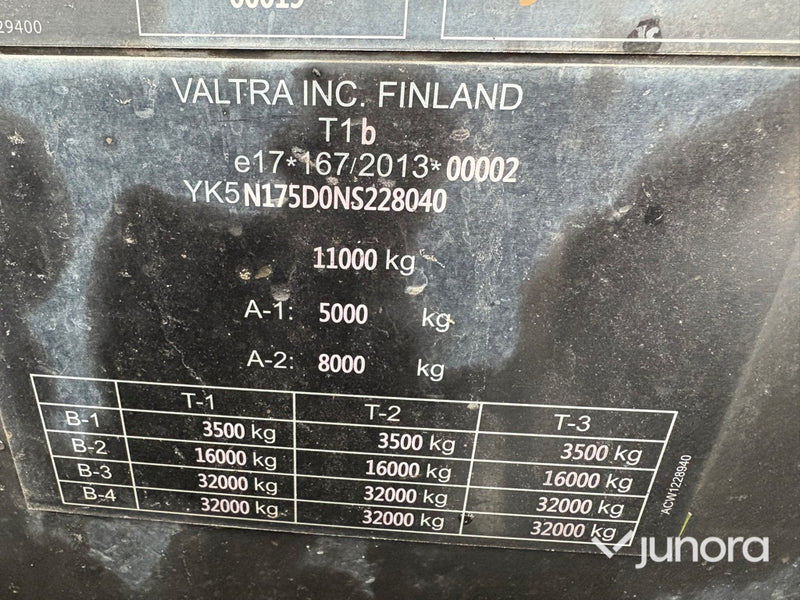 29400
00015
VALTRA INC. FINLAND
T1b
e17*167/2013*00002
YK5N175D0NS228040
11000 kg
A-1: 5000 kg
A-2: 8000 kg
T-1 T-2 T-3
B-1 3500 kg 3500 kg 3500 kg
B-2 16000 kg 16000 kg 16000 kg
B-3 32000 kg 32000 kg 32000 kg
B-4 32000 kg 32000 kg 32000 kg
ACW1228940
junora